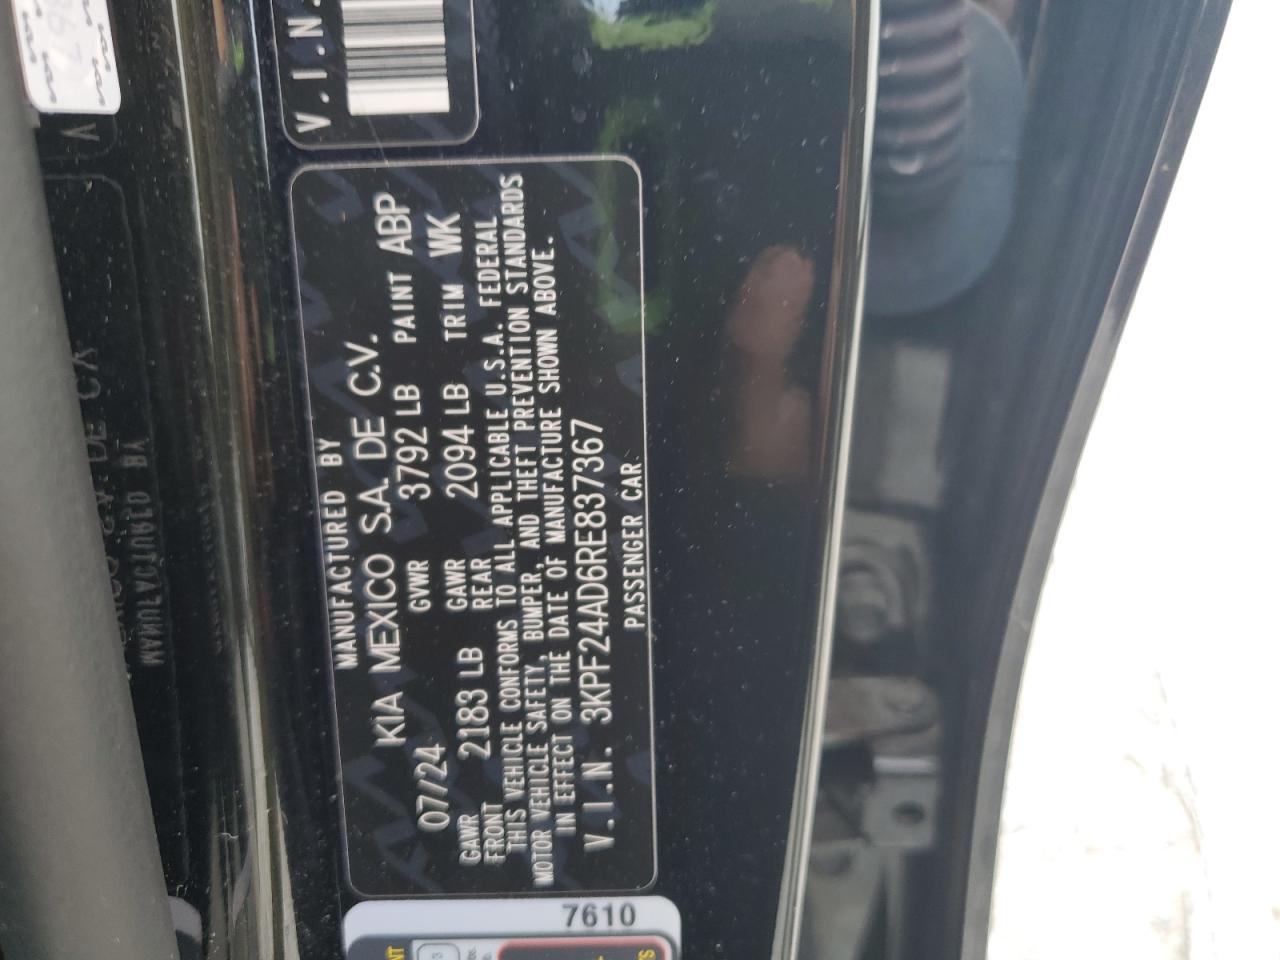 V.I.N.
MANUFACTURED BY
KIA MEXICO S.A. DE C.V.
07/24 GVWR 3792 LB PAINT ABP
GAWR FRONT 2183 LB GAWR REAR 2094 LB TRIM WK
THIS VEHICLE CONFORMS TO ALL APPLICABLE U.S.A. FEDERAL
MOTOR VEHICLE SAFETY, BUMPER, AND THEFT PREVENTION STANDARDS
IN EFFECT ON THE DATE OF MANUFACTURE SHOWN ABOVE.
V.I.N. 3KPF24AD6RE837367
PASSENGER CAR
7610